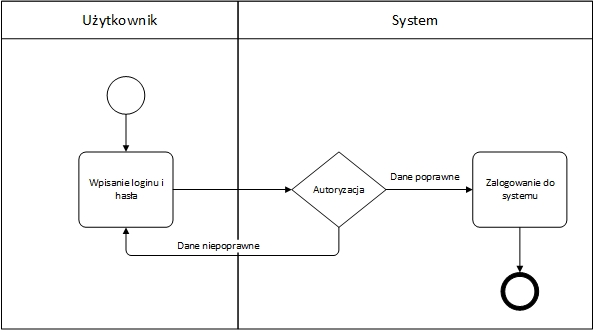 Użytkownik
System
Wpisanie loginu i
hasła
Autoryzacja
Dane poprawne
Zalogowanie do
systemu
Dane niepoprawne